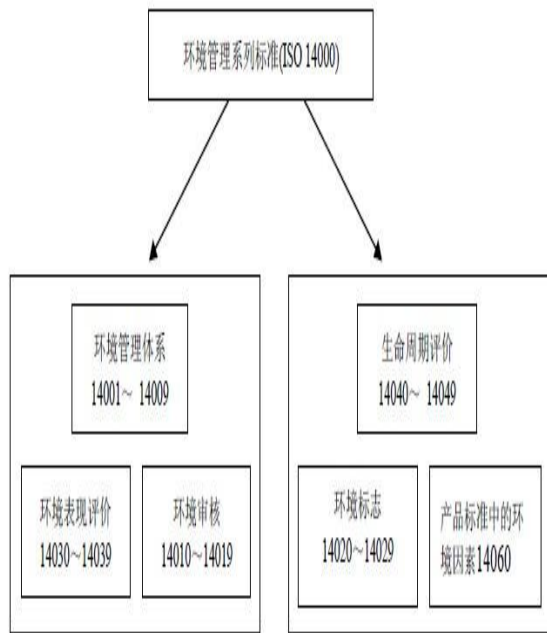 环境管理系列标准(ISO 14000)
环境管理体系
14001～ 14009
环境表现评价
14030～14039
环境审核
14010～14019
生命周期评价
14040～ 14049
环境标志
14020～14029
产品标准中的环
境因素14060